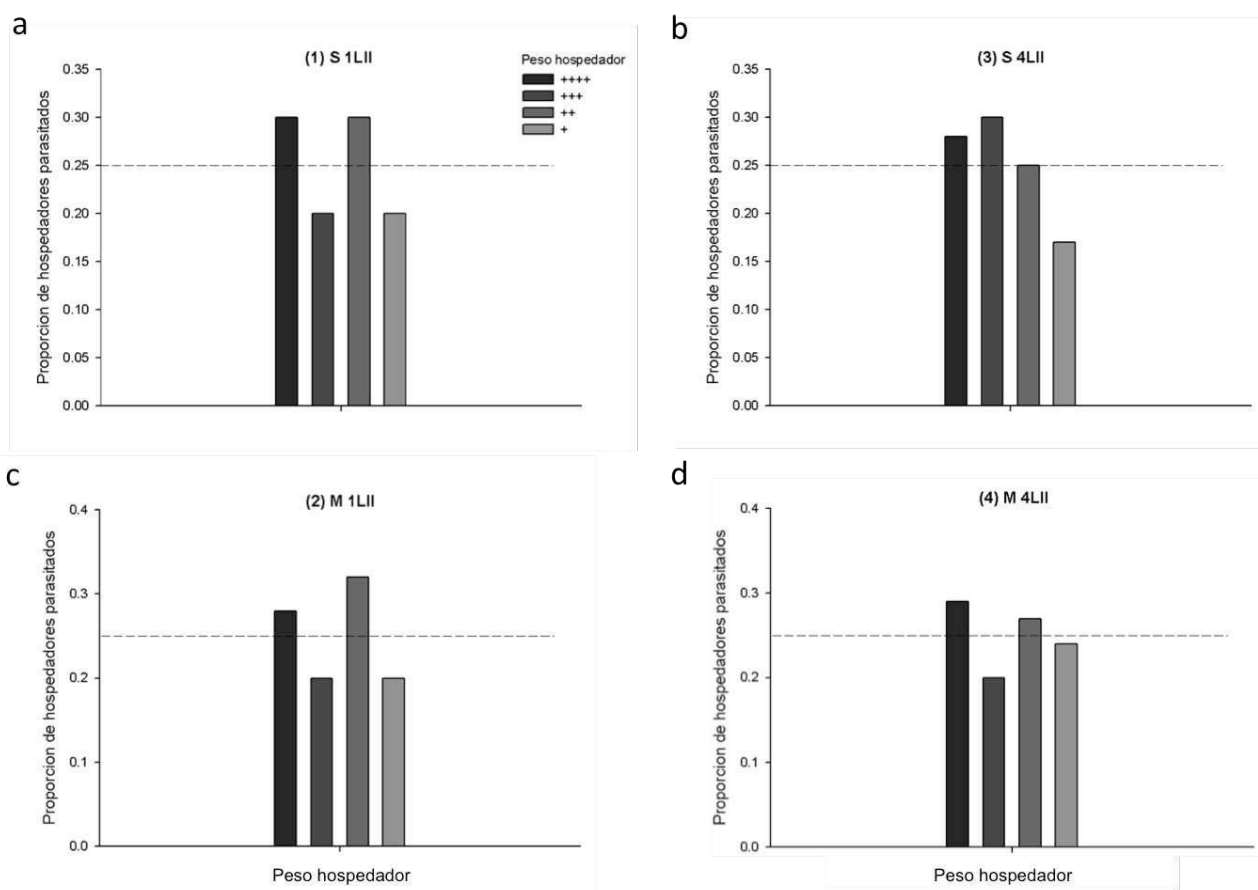 a
(1) S 1LII
Peso hospedador
++++
+++
++
+
Proporcion de hospedadores parasitados
0.35
0.30
0.25
0.20
0.15
0.10
0.05
0.00
b
(3) S 4LII
Proporcion de hospedadores parasitados
0.35
0.30
0.25
0.20
0.15
0.10
0.05
0.00
c
(2) M 1LII
Proporcion de hospedadores parasitados
0.4
0.3
0.2
0.1
0.0
Peso hospedador
d
(4) M 4LII
Proporcion de hospedadores parasitados
0.4
0.3
0.2
0.1
0.0
Peso hospedador